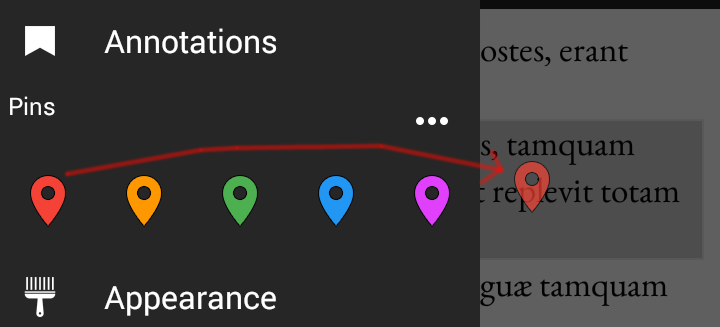 Annotations
Pins
Appearance
ostes, erant
s, tamquam
t replevit totam
guæ tamquam